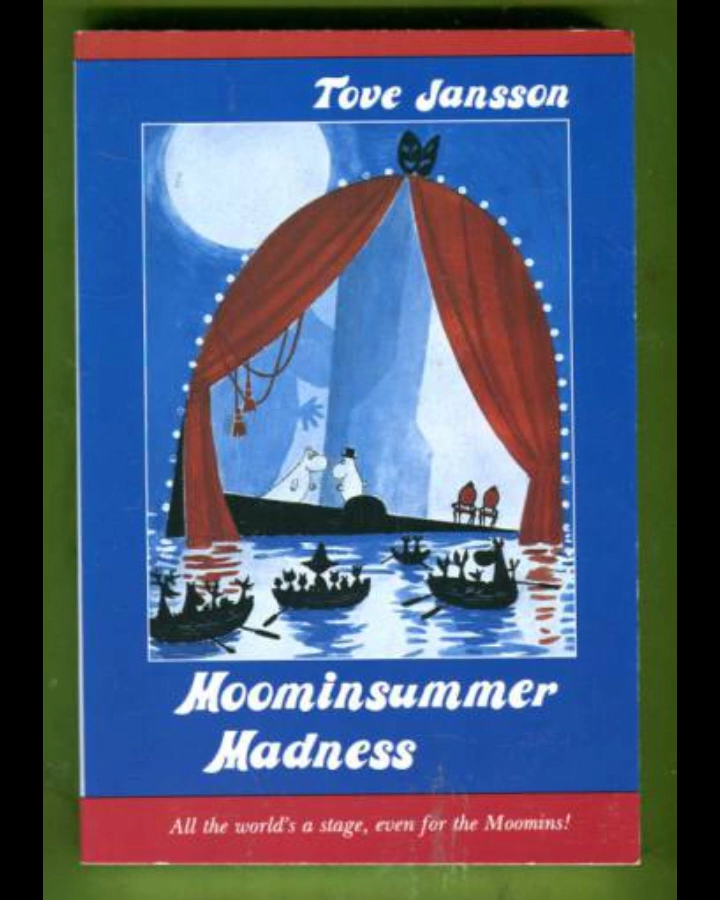 Tove Jansson
Moominsummer
Madness
All the world's a stage, even for the Moomins!